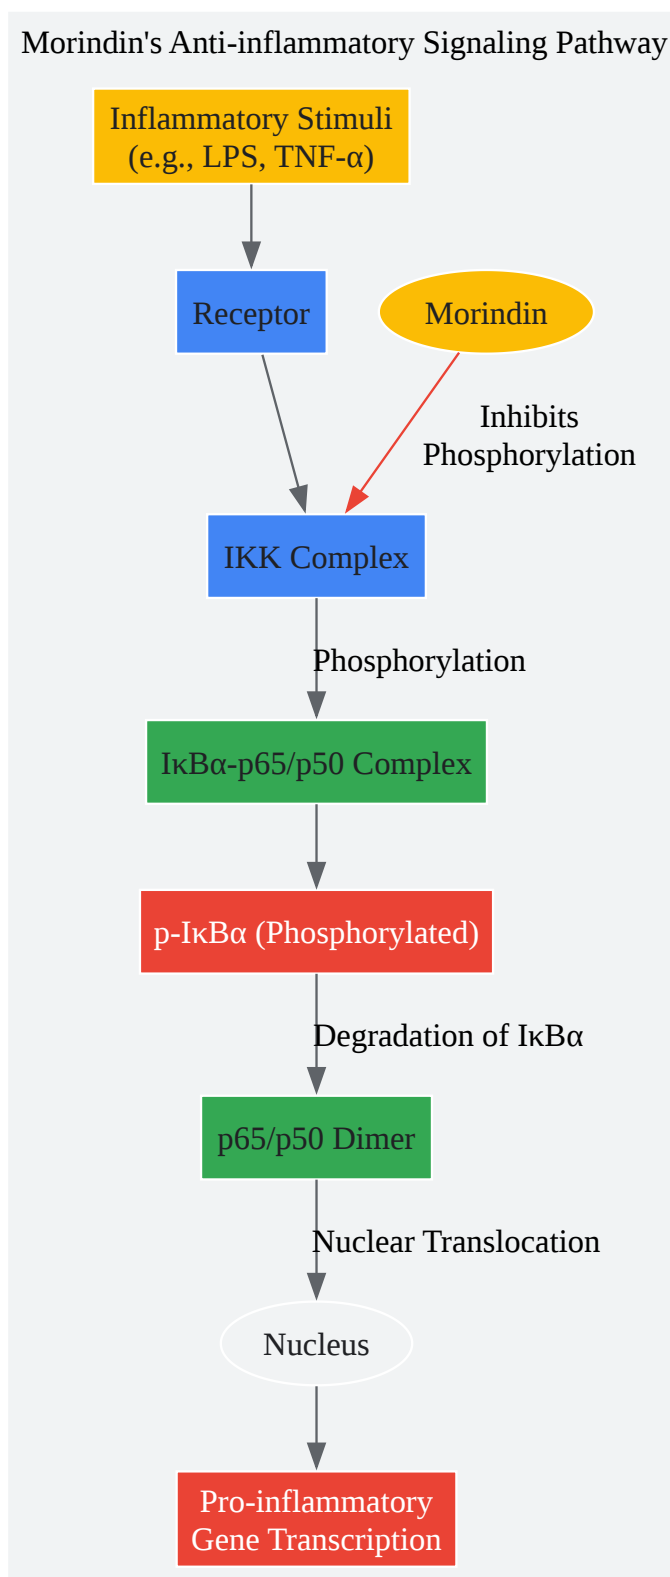 Morindin's Anti-inflammatory Signaling Pathway
Inflammatory Stimuli
(e.g., LPS, TNF-α)
Receptor
Morindin
Inhibits
Phosphorylation
IKK Complex
Phosphorylation
IκBα-p65/p50 Complex
p-IκBα (Phosphorylated)
Degradation of IκBα
p65/p50 Dimer
Nuclear Translocation
Nucleus
Pro-inflammatory
Gene Transcription